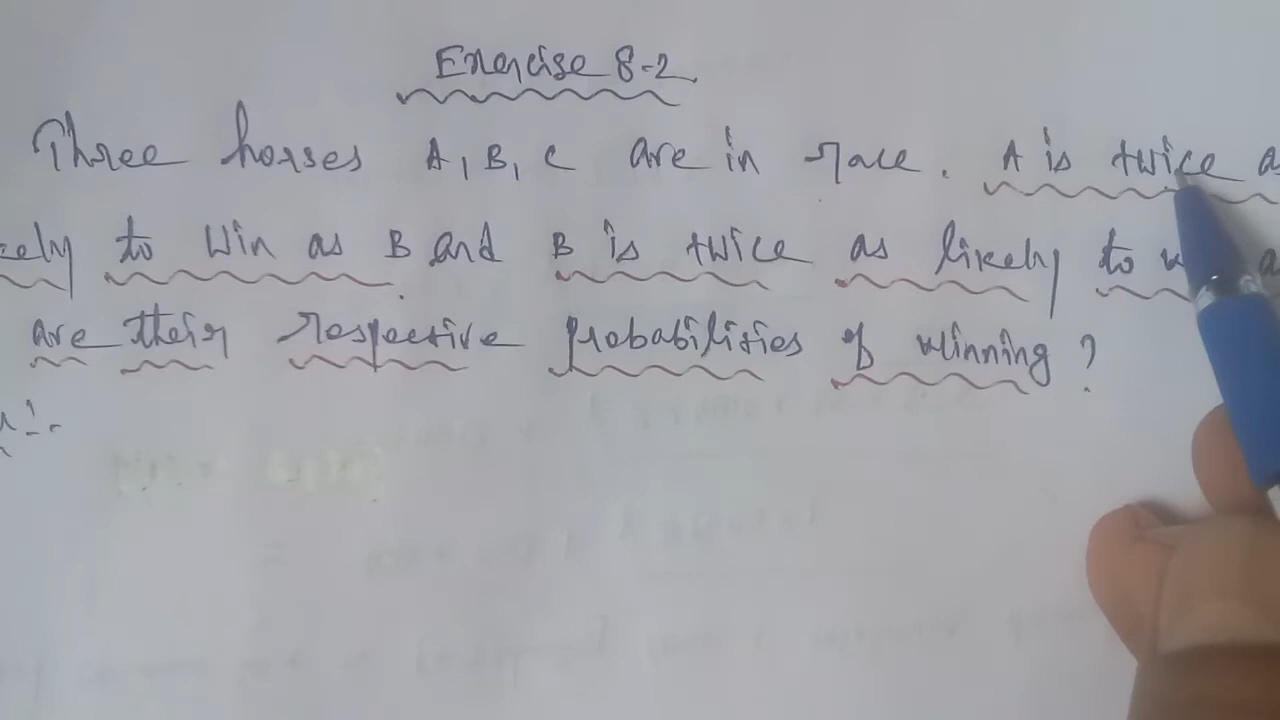 Exercise 8.2
Three horses A, B, C are in race. A is twice
to win as B and B is twice as likely to
are their respective probabilities of winning?